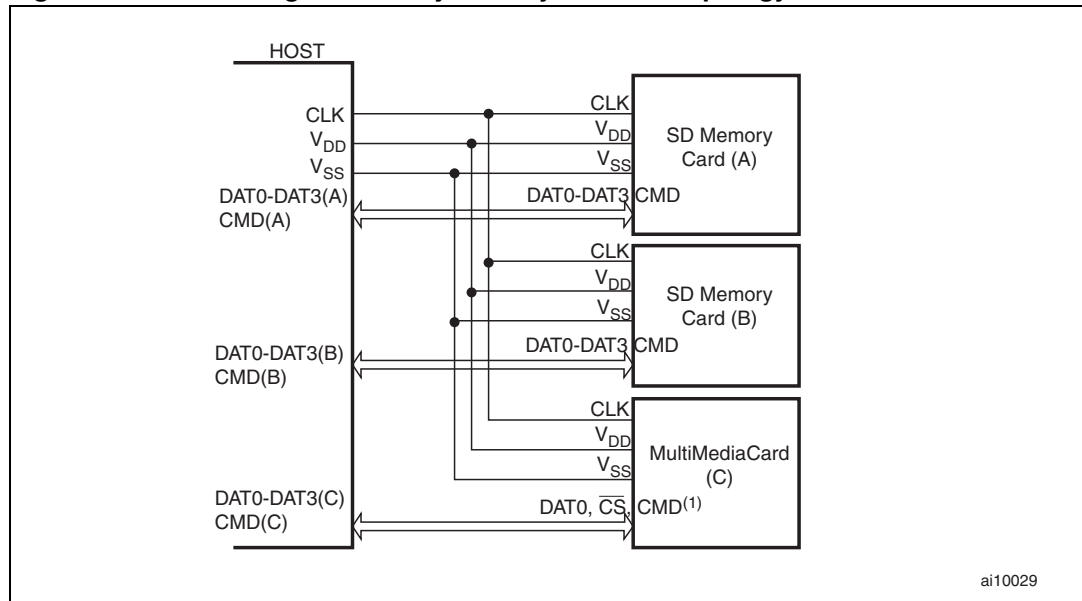 HOST
CLK
VDD
VSS
DAT0-DAT3(A)
CMD(A)
DAT0-DAT3(B)
CMD(B)
DAT0-DAT3(C)
CMD(C)
CLK
VDD
VSS
DAT0-DAT3 CMD
SD Memory
Card (A)
CLK
VDD
VSS
DAT0-DAT3 CMD
SD Memory
Card (B)
CLK
VDD
VSS
DAT0, C̅S̅, CMD(1)
MultiMediaCard
(C)
ai10029